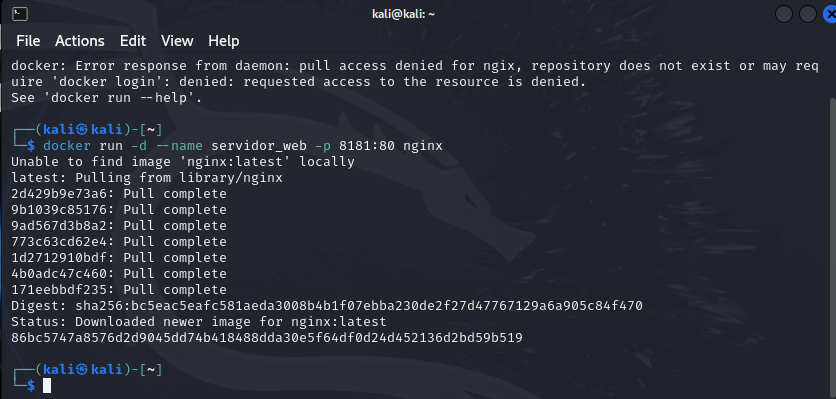 kali@kali: ~
File Actions Edit View Help
docker: Error response from daemon: pull access denied for ngix, repository does not exist or may req
uire 'docker login': denied: requested access to the resource is denied.
See 'docker run --help'.
┌──(kali㉿kali)-[~]
└─$ docker run -d --name servidor_web -p 8181:80 nginx
Unable to find image 'nginx:latest' locally
latest: Pulling from library/nginx
2d429b9e73a6: Pull complete
9b1039c85176: Pull complete
9ad567d3b8a2: Pull complete
773c63cd62e4: Pull complete
1d2712910bdf: Pull complete
4b0adc47c460: Pull complete
171eebbdf235: Pull complete
Digest: sha256:bc5eac5eafc581aeda3008b4b1f07ebba230de2f27d47767129a6a905c84f470
Status: Downloaded newer image for nginx:latest
86bc5747a8576d2d9045dd74b418488dda30e5f64df0d24d452136d2bd59b519
┌──(kali㉿kali)-[~]
└─$